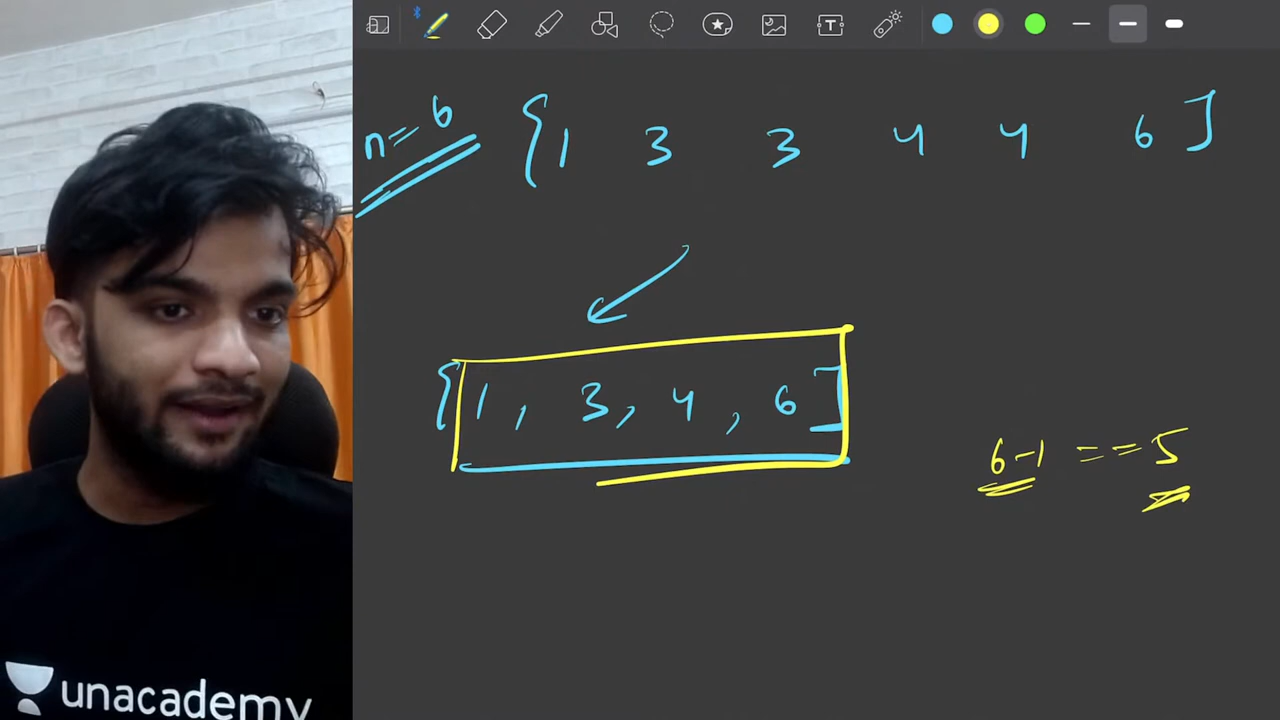 n=6 {1 3 3 4 4 6]
{1, 3, 4, 6]
6-1 == 5
unacademy